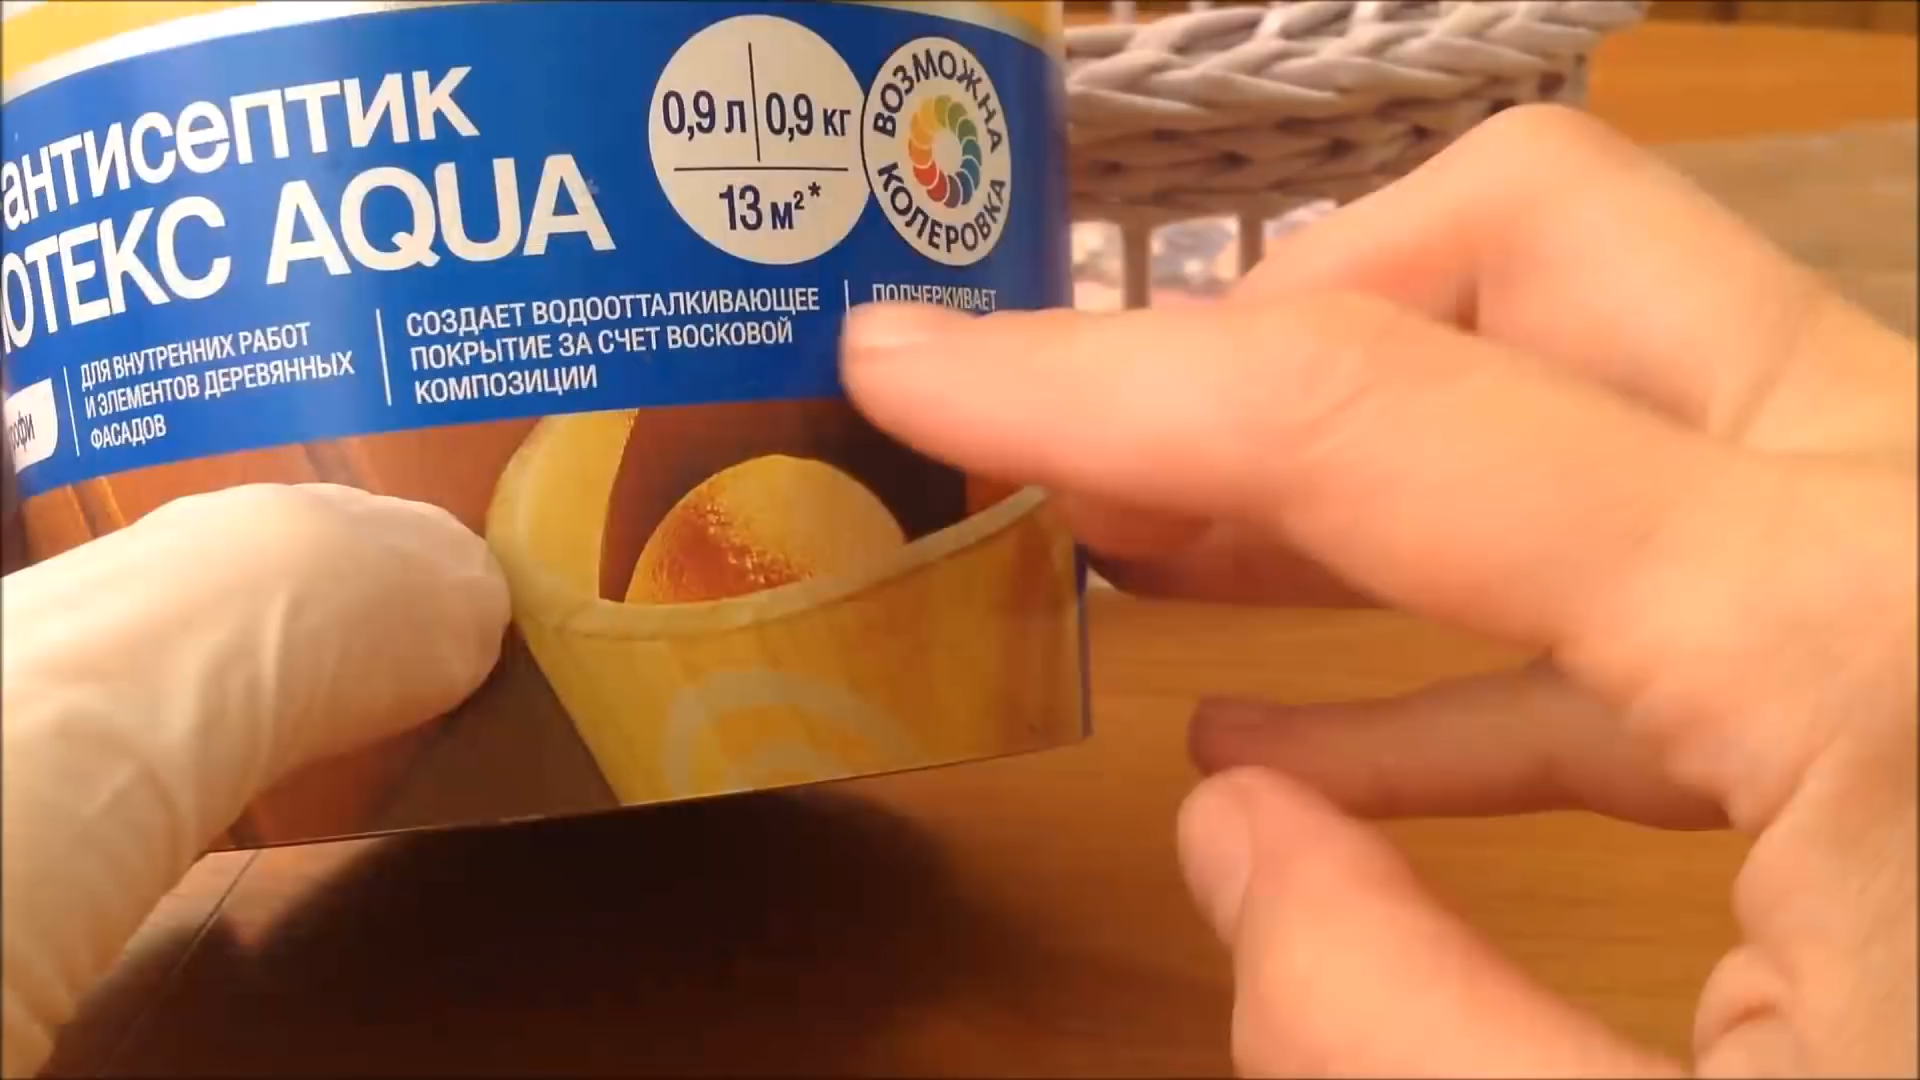 антисептик
ОТЕКС AQUA
0,9 л 0,9 кг
13 м²*
ВОЗМОЖНА
КОЛЕРОВКА
ДЛЯ ВНУТРЕННИХ РАБОТ
И ЭЛЕМЕНТОВ ДЕРЕВЯННЫХ
ФАСАДОВ
СОЗДАЕТ ВОДООТТАЛКИВАЮЩЕЕ
ПОКРЫТИЕ ЗА СЧЕТ ВОСКОВОЙ
КОМПОЗИЦИИ
ПОДЧЕРКИВАЕТ